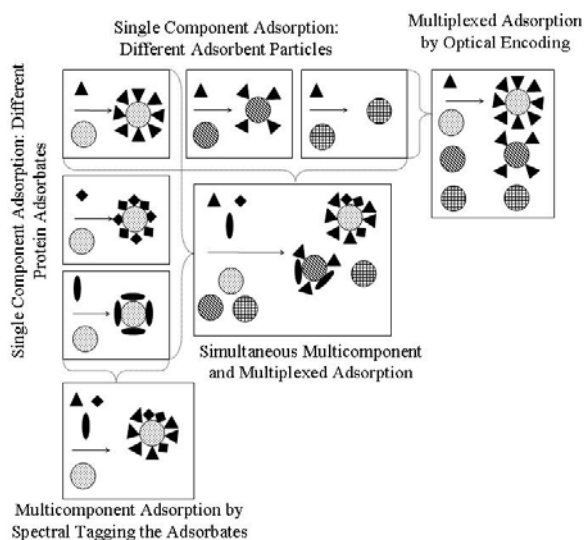 Single Component Adsorption:
Different Adsorbent Particles
Multiplexed Adsorption
by Optical Encoding
Single Component Adsorption: Different
Protein Adsorbates
Simultaneous Multicomponent
and Multiplexed Adsorption
Multicomponent Adsorption by
Spectral Tagging the Adsorbates